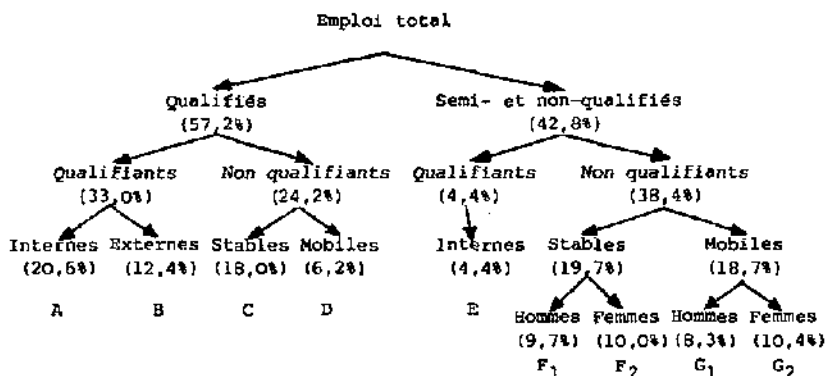 Emploi total
Qualifiés Semi- et non-qualifiés
(57,2%) (42,8%)
Qualifiants Non qualifiants Qualifiants Non qualifiants
(33,0%) (24,2%) (4,4%) (38,4%)
Internes Externes Stables Mobiles Internes Stables Mobiles
(20,6%) (12,4%) (18,0%) (6,2%) (4,4%) (19,7%) (18,7%)
A B C D E Hommes Femmes Hommes Femmes
(9,7%) (10,0%) (8,3%) (10,4%)
F1 F2 G1 G2